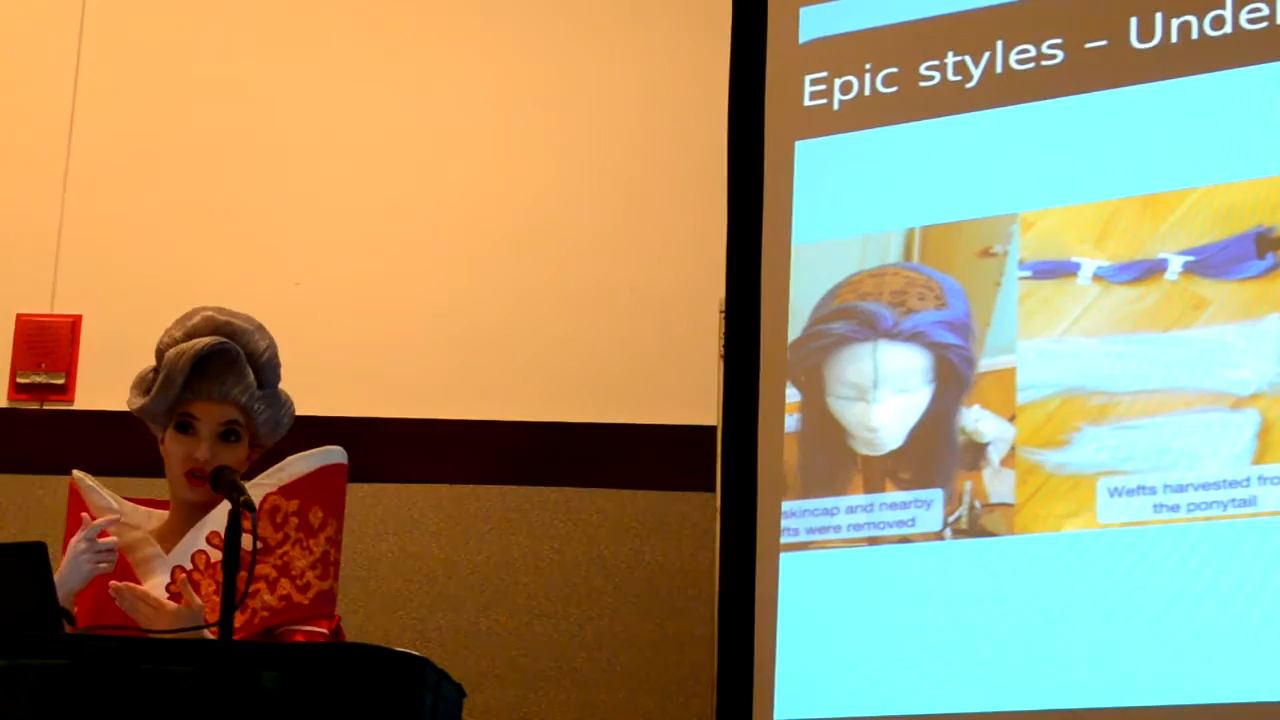 Epic styles – Unde
skincap and nearby
fts were removed
Wefts harvested fro
the ponytail